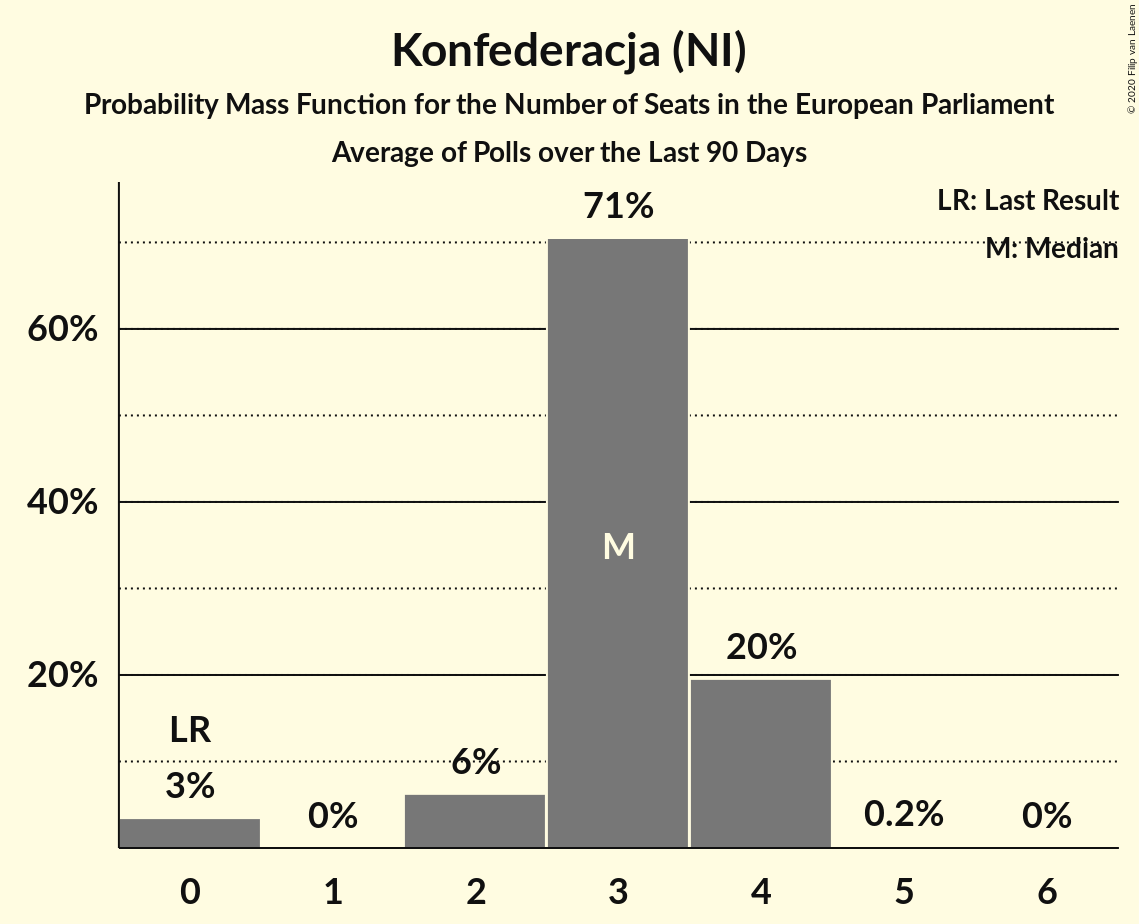 Konfederacja (NI)
Probability Mass Function for the Number of Seats in the European Parliament
Average of Polls over the Last 90 Days
© 2020 Filip van Laenen
LR: Last Result
M: Median
71%
60%
40%
M
20%
20%
LR
6%
3%
0%
0.2%
0%
0 1 2 3 4 5 6